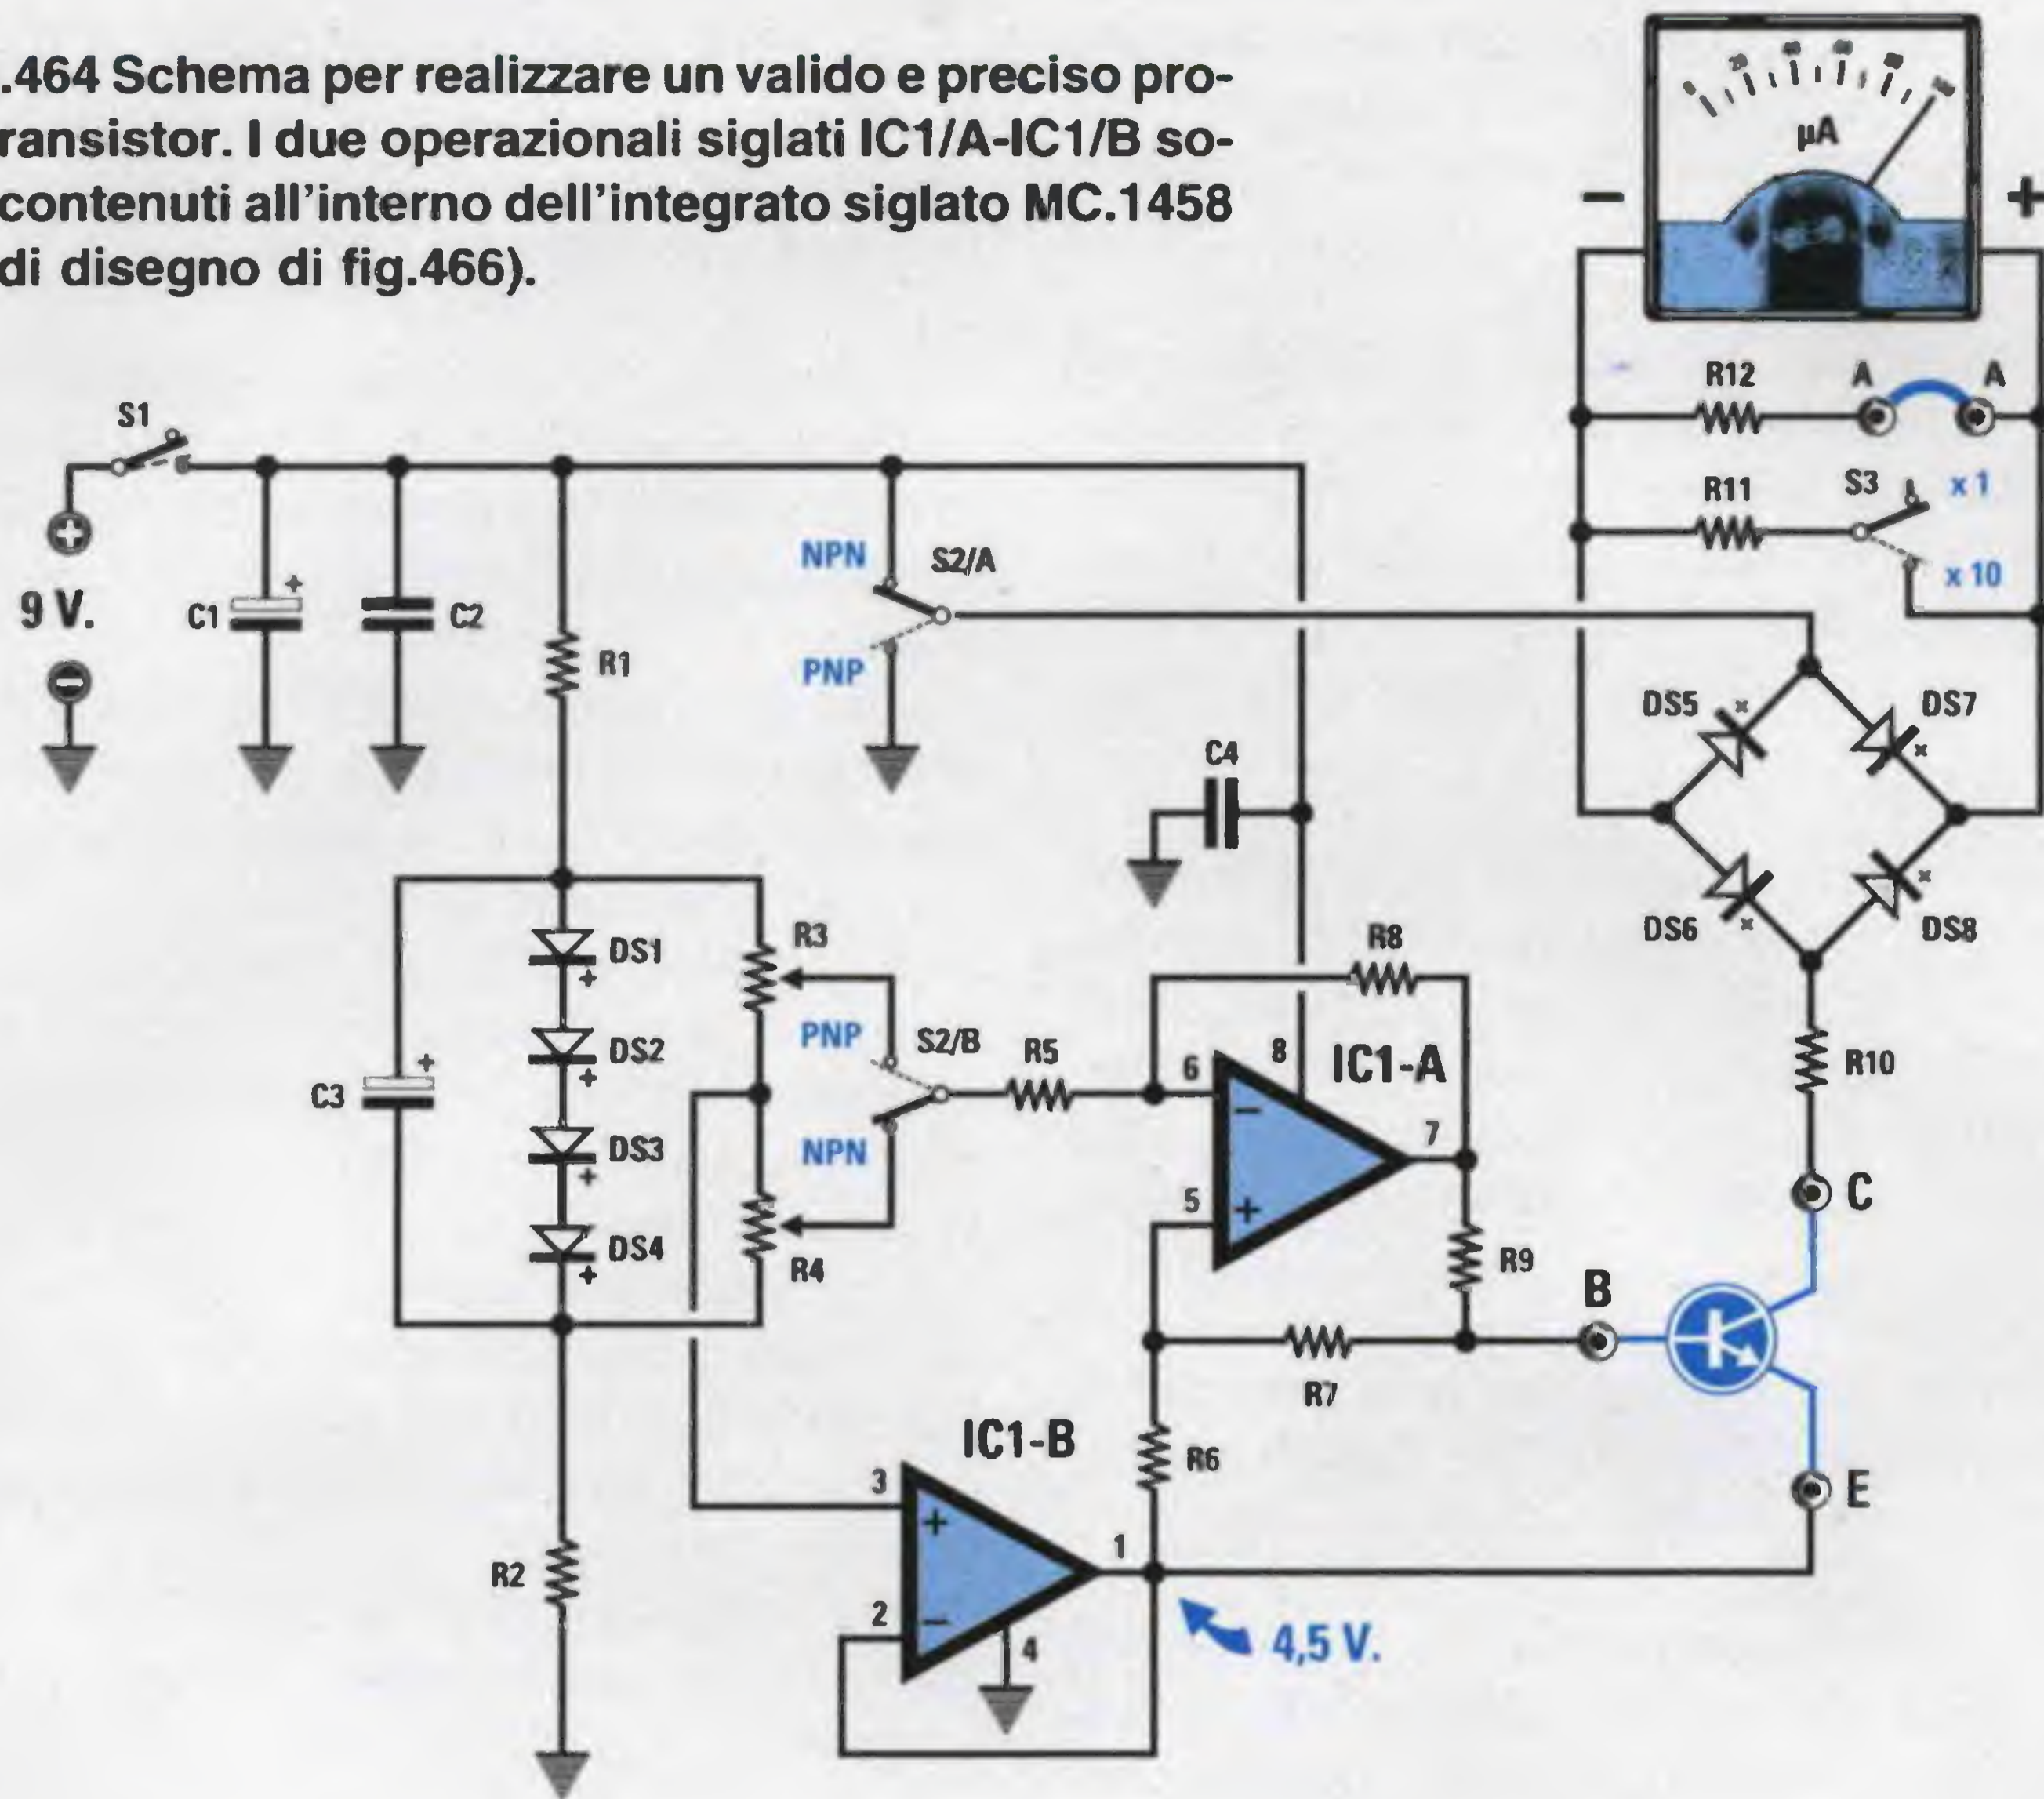 .464 Schema per realizzare un valido e preciso pro-
ransistor. I due operazionali siglati IC1/A-IC1/B so-
contenuti all'interno dell'integrato siglato MC.1458
di disegno di fig.466).
µA
−
+
R12
A
A
R11
S3
x 1
x 10
S1
+
9 V.
−
C1
+
C2
R1
NPN
S2/A
PNP
DS5
x
DS7
x
DS6
x
DS8
x
C4
R3
DS1
+
DS2
+
DS3
+
DS4
+
C3
+
PNP
S2/B
NPN
R4
R5
R8
6
8
IC1-A
−
7
5
+
R9
R10
C
B
E
R7
R6
IC1-B
3
+
1
2
−
4
4,5 V.
R2